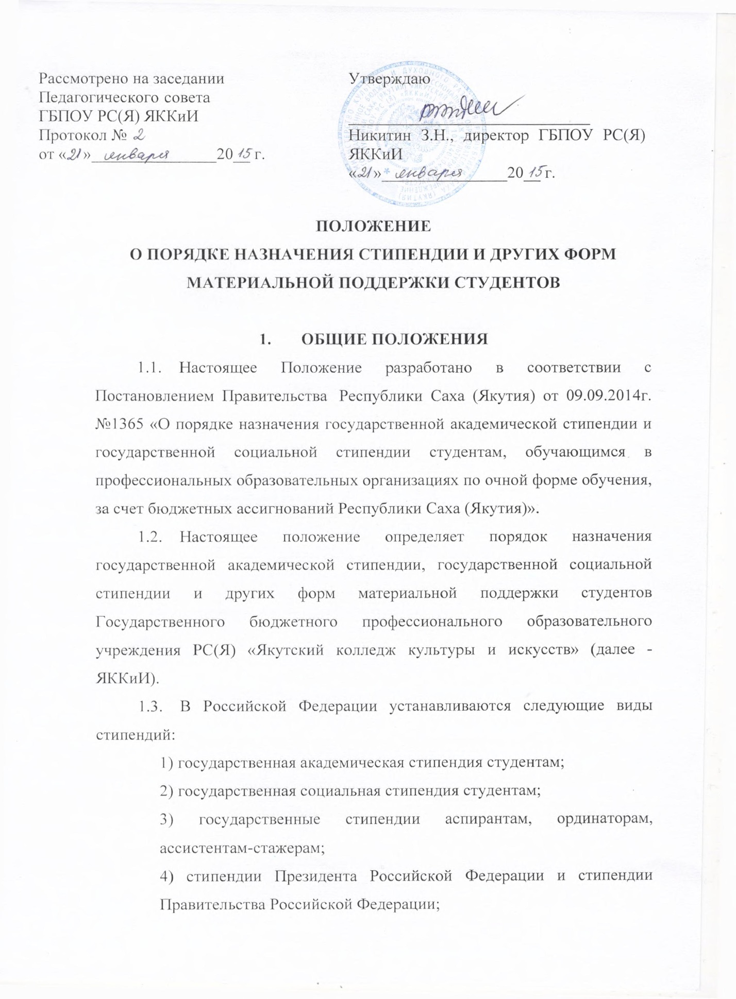 Рассмотрено на заседании
Педагогического совета
ГБПОУ РС(Я) ЯККиИ
Протокол № 2
от «21» января 2015 г.
Утверждаю
Никитин З.Н., директор ГБПОУ РС(Я)
ЯККиИ
«21» января 2015 г.
ПОЛОЖЕНИЕ
О ПОРЯДКЕ НАЗНАЧЕНИЯ СТИПЕНДИИ И ДРУГИХ ФОРМ
МАТЕРИАЛЬНОЙ ПОДДЕРЖКИ СТУДЕНТОВ
1. ОБЩИЕ ПОЛОЖЕНИЯ
1.1. Настоящее Положение разработано в соответствии с
Постановлением Правительства Республики Саха (Якутия) от 09.09.2014г.
№1365 «О порядке назначения государственной академической стипендии и
государственной социальной стипендии студентам, обучающимся в
профессиональных образовательных организациях по очной форме обучения,
за счет бюджетных ассигнований Республики Саха (Якутия)».
1.2. Настоящее положение определяет порядок назначения
государственной академической стипендии, государственной социальной
стипендии и других форм материальной поддержки студентов
Государственного бюджетного профессионального образовательного
учреждения РС(Я) «Якутский колледж культуры и искусств» (далее -
ЯККиИ).
1.3. В Российской Федерации устанавливаются следующие виды
стипендий:
1) государственная академическая стипендия студентам;
2) государственная социальная стипендия студентам;
3) государственные стипендии аспирантам, ординаторам,
ассистентам-стажерам;
4) стипендии Президента Российской Федерации и стипендии
Правительства Российской Федерации;